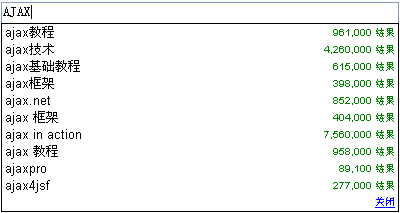 AJAX
ajax教程 961,000 结果
ajax技术 4,260,000 结果
ajax基础教程 615,000 结果
ajax框架 398,000 结果
ajax.net 852,000 结果
ajax 框架 404,000 结果
ajax in action 7,560,000 结果
ajax 教程 958,000 结果
ajaxpro 89,100 结果
ajax4jsf 277,000 结果
关闭